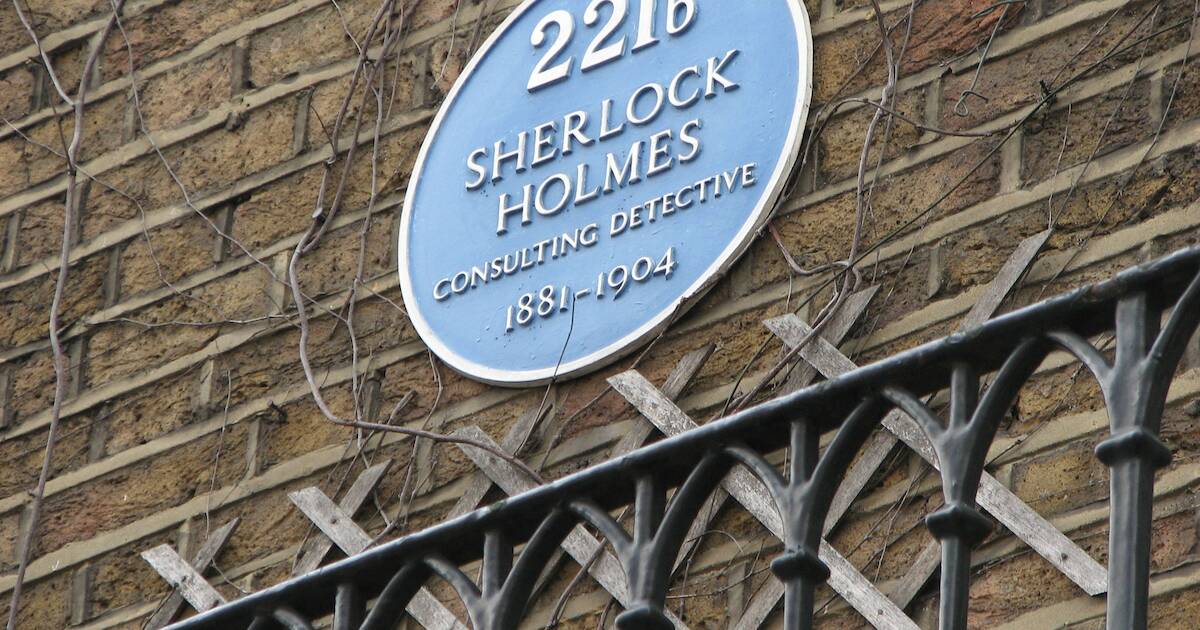 221b
SHERLOCK
HOLMES
CONSULTING DETECTIVE
1881–1904